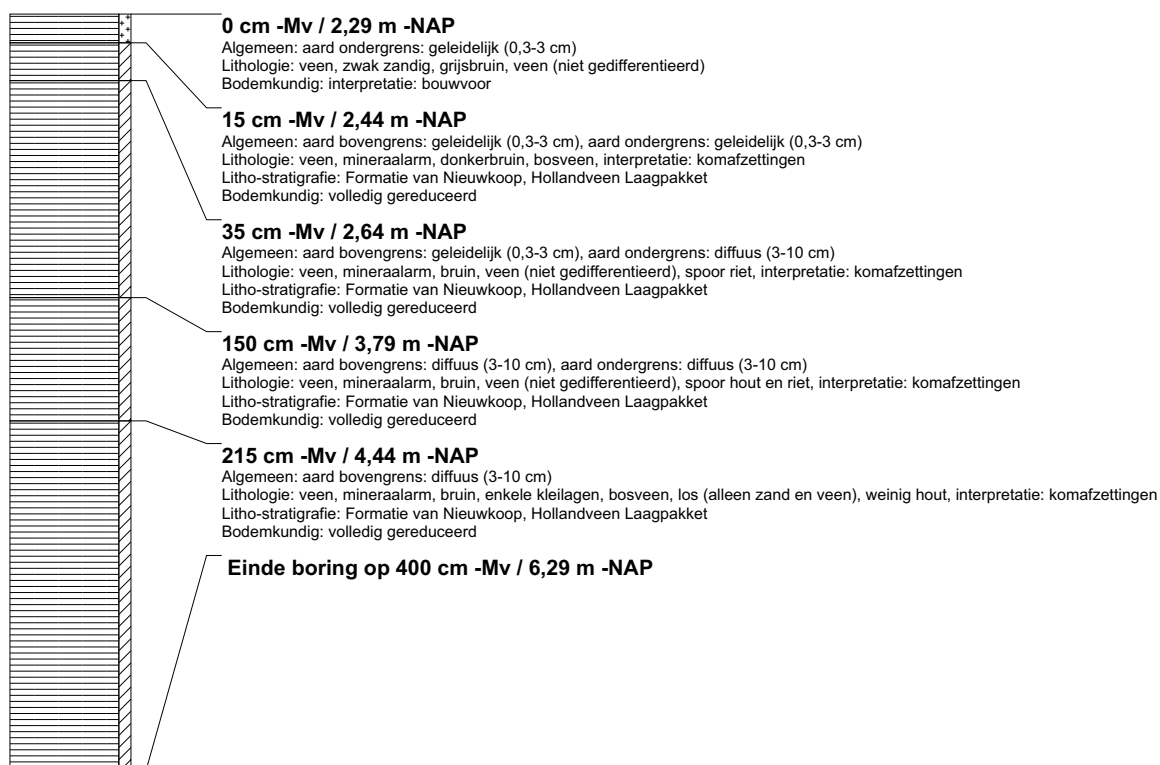 0 cm -Mv / 2,29 m -NAP
Algemeen: aard ondergrens: geleidelijk (0,3-3 cm)
Lithologie: veen, zwak zandig, grijsbruin, veen (niet gedifferentieerd)
Bodemkundig: interpretatie: bouwvoor
15 cm -Mv / 2,44 m -NAP
Algemeen: aard bovengrens: geleidelijk (0,3-3 cm), aard ondergrens: geleidelijk (0,3-3 cm)
Lithologie: veen, mineraalarm, donkerbruin, bosveen, interpretatie: komafzettingen
Litho-stratigrafie: Formatie van Nieuwkoop, Hollandveen Laagpakket
Bodemkundig: volledig gereduceerd
35 cm -Mv / 2,64 m -NAP
Algemeen: aard bovengrens: geleidelijk (0,3-3 cm), aard ondergrens: diffuus (3-10 cm)
Lithologie: veen, mineraalarm, bruin, veen (niet gedifferentieerd), spoor riet, interpretatie: komafzettingen
Litho-stratigrafie: Formatie van Nieuwkoop, Hollandveen Laagpakket
Bodemkundig: volledig gereduceerd
150 cm -Mv / 3,79 m -NAP
Algemeen: aard bovengrens: diffuus (3-10 cm), aard ondergrens: diffuus (3-10 cm)
Lithologie: veen, mineraalarm, bruin, veen (niet gedifferentieerd), spoor hout en riet, interpretatie: komafzettingen
Litho-stratigrafie: Formatie van Nieuwkoop, Hollandveen Laagpakket
Bodemkundig: volledig gereduceerd
215 cm -Mv / 4,44 m -NAP
Algemeen: aard bovengrens: diffuus (3-10 cm)
Lithologie: veen, mineraalarm, bruin, enkele kleilagen, bosveen, los (alleen zand en veen), weinig hout, interpretatie: komafzettingen
Litho-stratigrafie: Formatie van Nieuwkoop, Hollandveen Laagpakket
Bodemkundig: volledig gereduceerd
Einde boring op 400 cm -Mv / 6,29 m -NAP